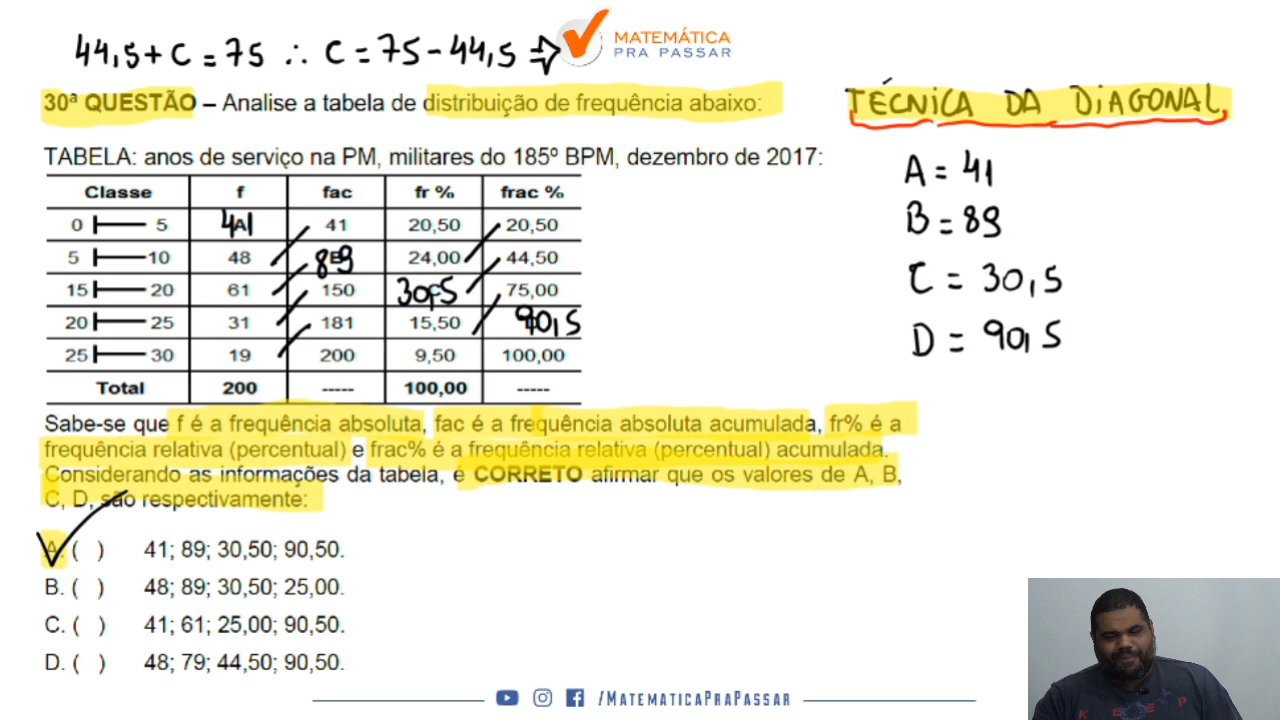 44,5 + C = 75 ∴ C = 75 - 44,5 ⇒
MATEMÁTICA
PRA PASSAR
30ª QUESTÃO – Analise a tabela de distribuição de frequência abaixo:
TÉCNICA DA DIAGONAL
TABELA: anos de serviço na PM, militares do 185º BPM, dezembro de 2017:
A = 41
B = 89
C = 30,5
D = 90,5
Classe f fac fr % frac %
0 5 41 41 20,50 20,50
5 10 48 89 24,00 44,50
15 20 61 150 30,5 75,00
20 25 31 181 15,50 90,5
25 30 19 200 9,50 100,00
Total 200 ----- 100,00 -----
Sabe-se que f é a frequência absoluta, fac é a frequência absoluta acumulada, fr% é a
frequência relativa (percentual) e frac% é a frequência relativa (percentual) acumulada.
Considerando as informações da tabela, é CORRETO afirmar que os valores de A, B,
C, D, são respectivamente:
A. ( ) 41; 89; 30,50; 90,50.
B. ( ) 48; 89; 30,50; 25,00.
C. ( ) 41; 61; 25,00; 90,50.
D. ( ) 48; 79; 44,50; 90,50.
/MATEMATICAPRAPASSAR
K E E P